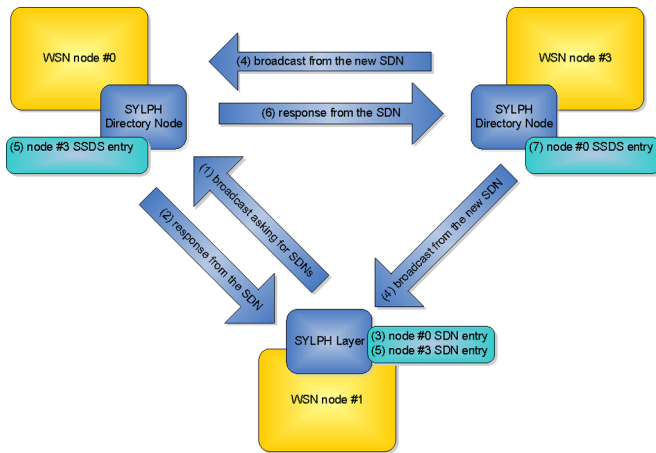 WSN node #0
(4) broadcast from the new SDN
WSN node #3
SYLPH
Directory Node
(6) response from the SDN
SYLPH
Directory Node
(5) node #3 SSDS entry
(7) node #0 SSDS entry
(1) broadcast asking for SDNs
(2) response from the SDN
(4) broadcast from the new SDN
SYLPH Layer
(3) node #0 SDN entry
(5) node #3 SDN entry
WSN node #1